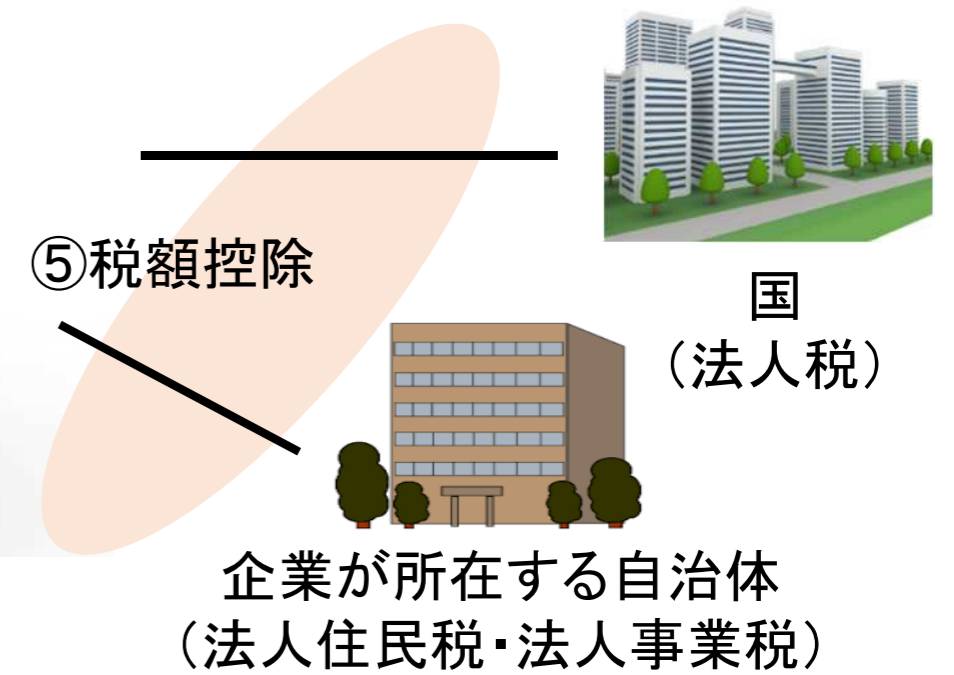 ⑤税額控除
国
（法人税）
企業が所在する自治体
（法人住民税・法人事業税）